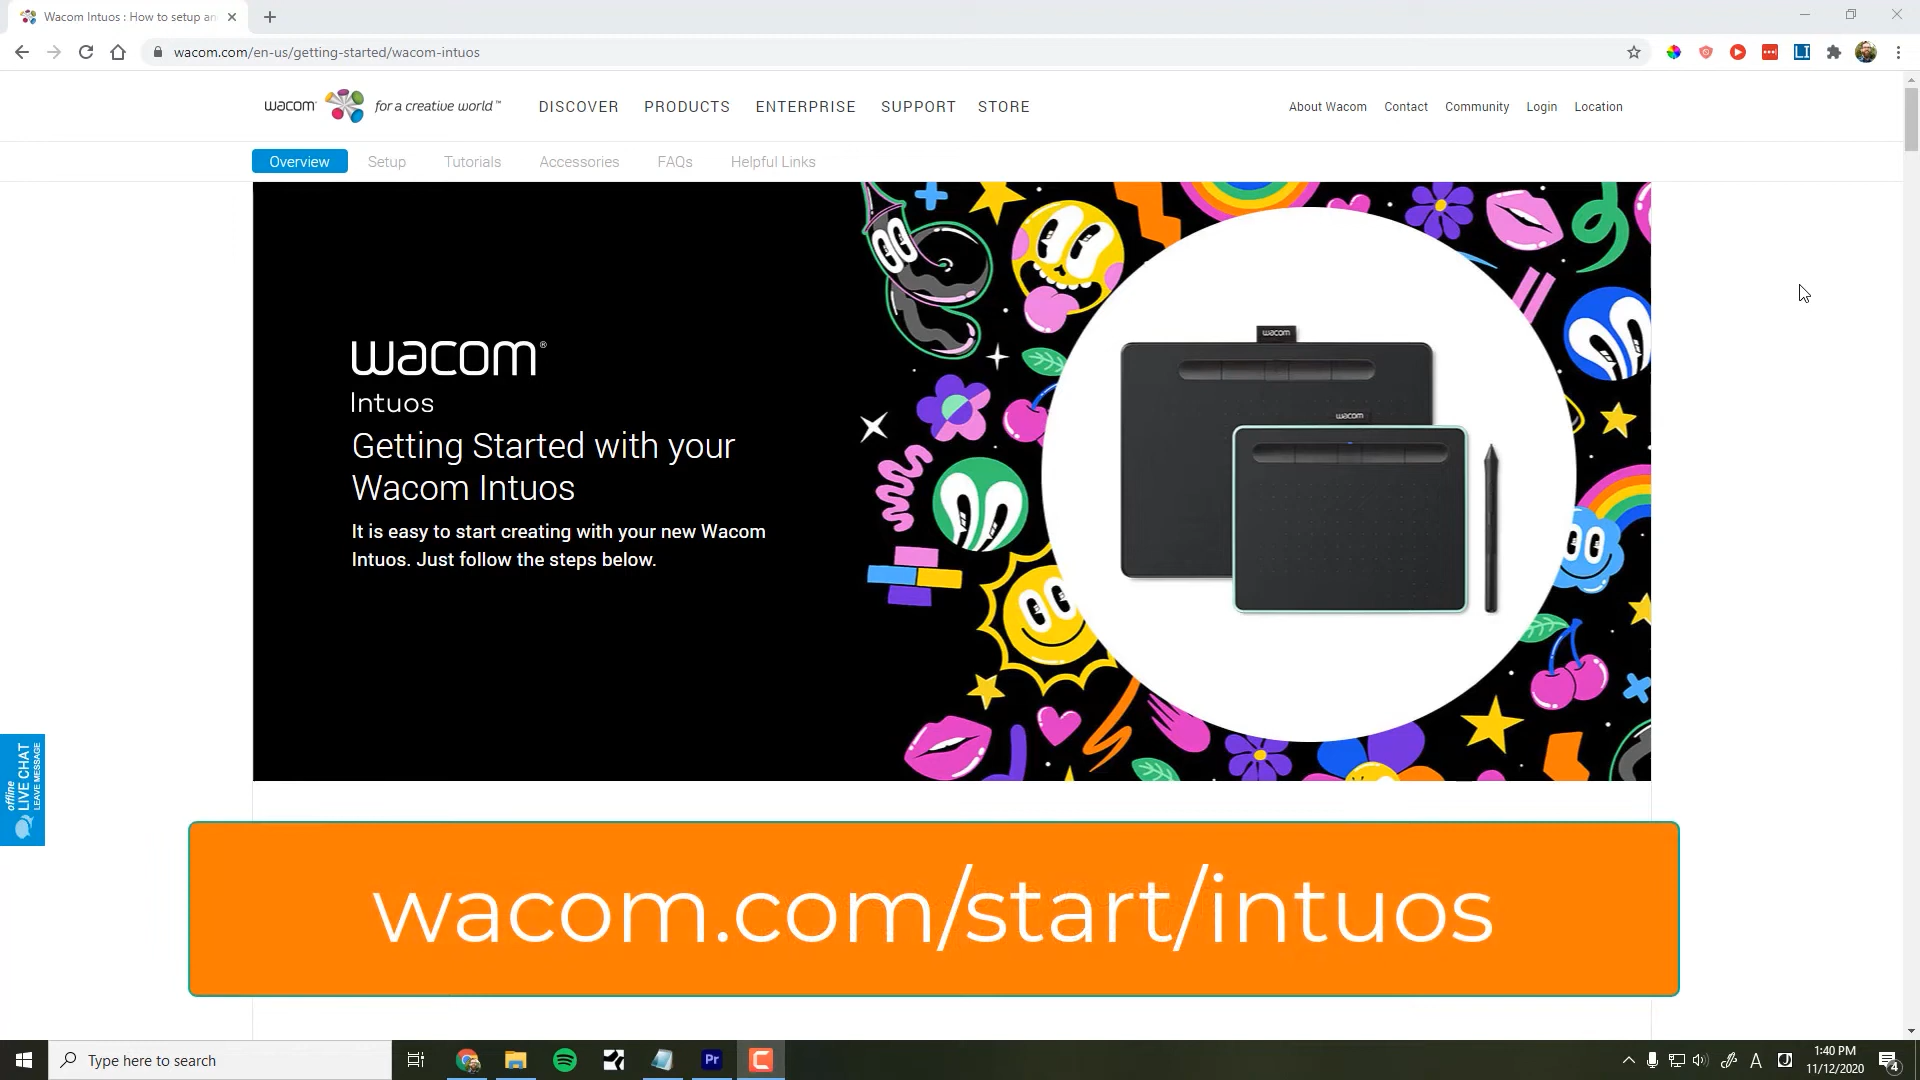 Wacom Intuos : How to setup an
wacom.com/en-us/getting-started/wacom-intuos
wacom for a creative world™
DISCOVER PRODUCTS ENTERPRISE SUPPORT STORE
About Wacom Contact Community Login Location
Overview Setup Tutorials Accessories FAQs Helpful Links
wacom®
Intuos
Getting Started with your
Wacom Intuos
It is easy to start creating with your new Wacom
Intuos. Just follow the steps below.
wacom
wacom
offline
LIVE CHAT
LEAVE MESSAGE
wacom.com/start/intuos
Type here to search
Pr
A
1:40 PM
11/12/2020
4